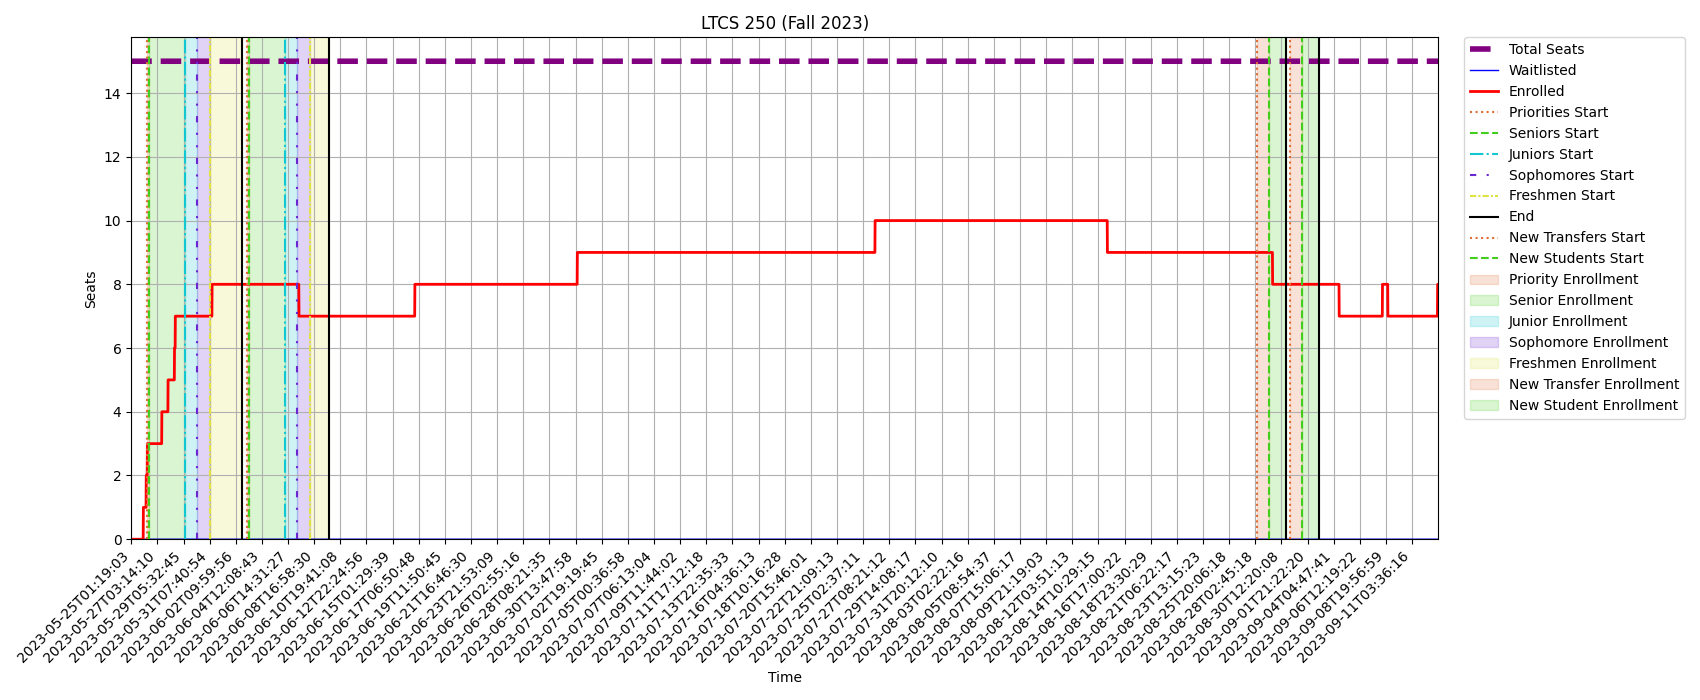 LTCS 250 (Fall 2023)
Seats
14
12
10
8
6
4
2
0
2023-05-25T01:19:03
2023-05-27T03:14:10
2023-05-29T05:32:45
2023-05-31T07:40:54
2023-06-02T09:59:56
2023-06-04T12:08:43
2023-06-06T14:31:27
2023-06-08T16:58:30
2023-06-10T19:41:08
2023-06-12T22:24:56
2023-06-15T01:29:39
2023-06-17T06:50:48
2023-06-19T11:50:45
2023-06-21T16:46:30
2023-06-23T21:53:09
2023-06-26T02:55:16
2023-06-28T08:21:35
2023-06-30T13:47:58
2023-07-02T19:19:45
2023-07-05T00:36:58
2023-07-07T06:13:04
2023-07-09T11:44:02
2023-07-11T17:12:18
2023-07-13T22:35:33
2023-07-16T04:36:13
2023-07-18T10:16:28
2023-07-20T15:46:01
2023-07-22T21:09:13
2023-07-25T02:37:11
2023-07-27T08:21:12
2023-07-29T14:08:17
2023-07-31T20:12:10
2023-08-03T02:22:16
2023-08-05T08:54:37
2023-08-07T15:06:17
2023-08-09T21:19:03
2023-08-12T03:51:13
2023-08-14T10:29:15
2023-08-16T17:00:22
2023-08-18T23:30:29
2023-08-21T06:22:17
2023-08-23T13:15:23
2023-08-25T20:06:18
2023-08-28T02:45:18
2023-08-30T12:20:08
2023-09-01T21:22:20
2023-09-04T04:47:41
2023-09-06T12:19:22
2023-09-08T19:56:59
2023-09-11T03:36:16
Time
Total Seats
Waitlisted
Enrolled
Priorities Start
Seniors Start
Juniors Start
Sophomores Start
Freshmen Start
End
New Transfers Start
New Students Start
Priority Enrollment
Senior Enrollment
Junior Enrollment
Sophomore Enrollment
Freshmen Enrollment
New Transfer Enrollment
New Student Enrollment